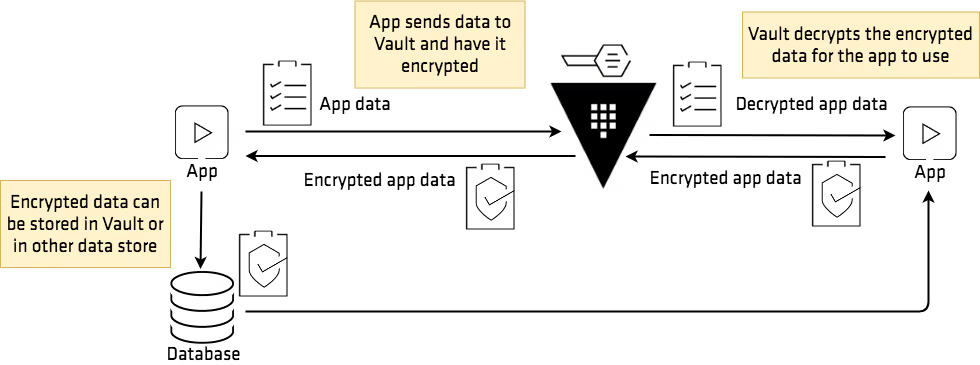 App sends data to
Vault and have it
encrypted
Vault decrypts the encrypted
data for the app to use
App data
Decrypted app data
App
Encrypted app data
Encrypted app data
App
Encrypted data can
be stored in Vault or
in other data store
Database